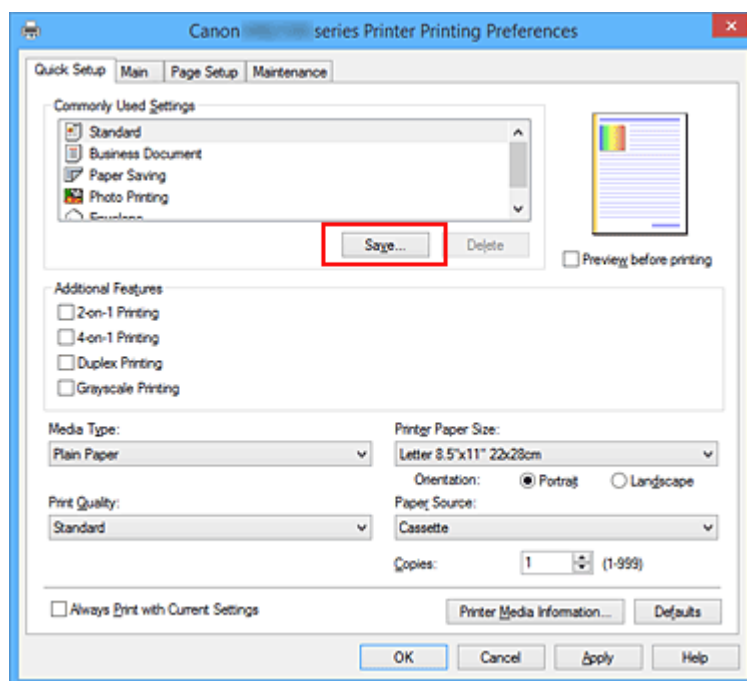 Canon series Printer Printing Preferences
Quick Setup Main Page Setup Maintenance
Commonly Used Settings
Standard
Business Document
Paper Saving
Photo Printing
Envelope
Save... Delete
Preview before printing
Additional Features
2-on-1 Printing
4-on-1 Printing
Duplex Printing
Grayscale Printing
Media Type: Printer Paper Size:
Plain Paper Letter 8.5"x11" 22x28cm
Orientation: Portrait Landscape
Print Quality: Paper Source:
Standard Cassette
Copies: 1 (1-999)
Always Print with Current Settings Printer Media Information... Defaults
OK Cancel Apply Help